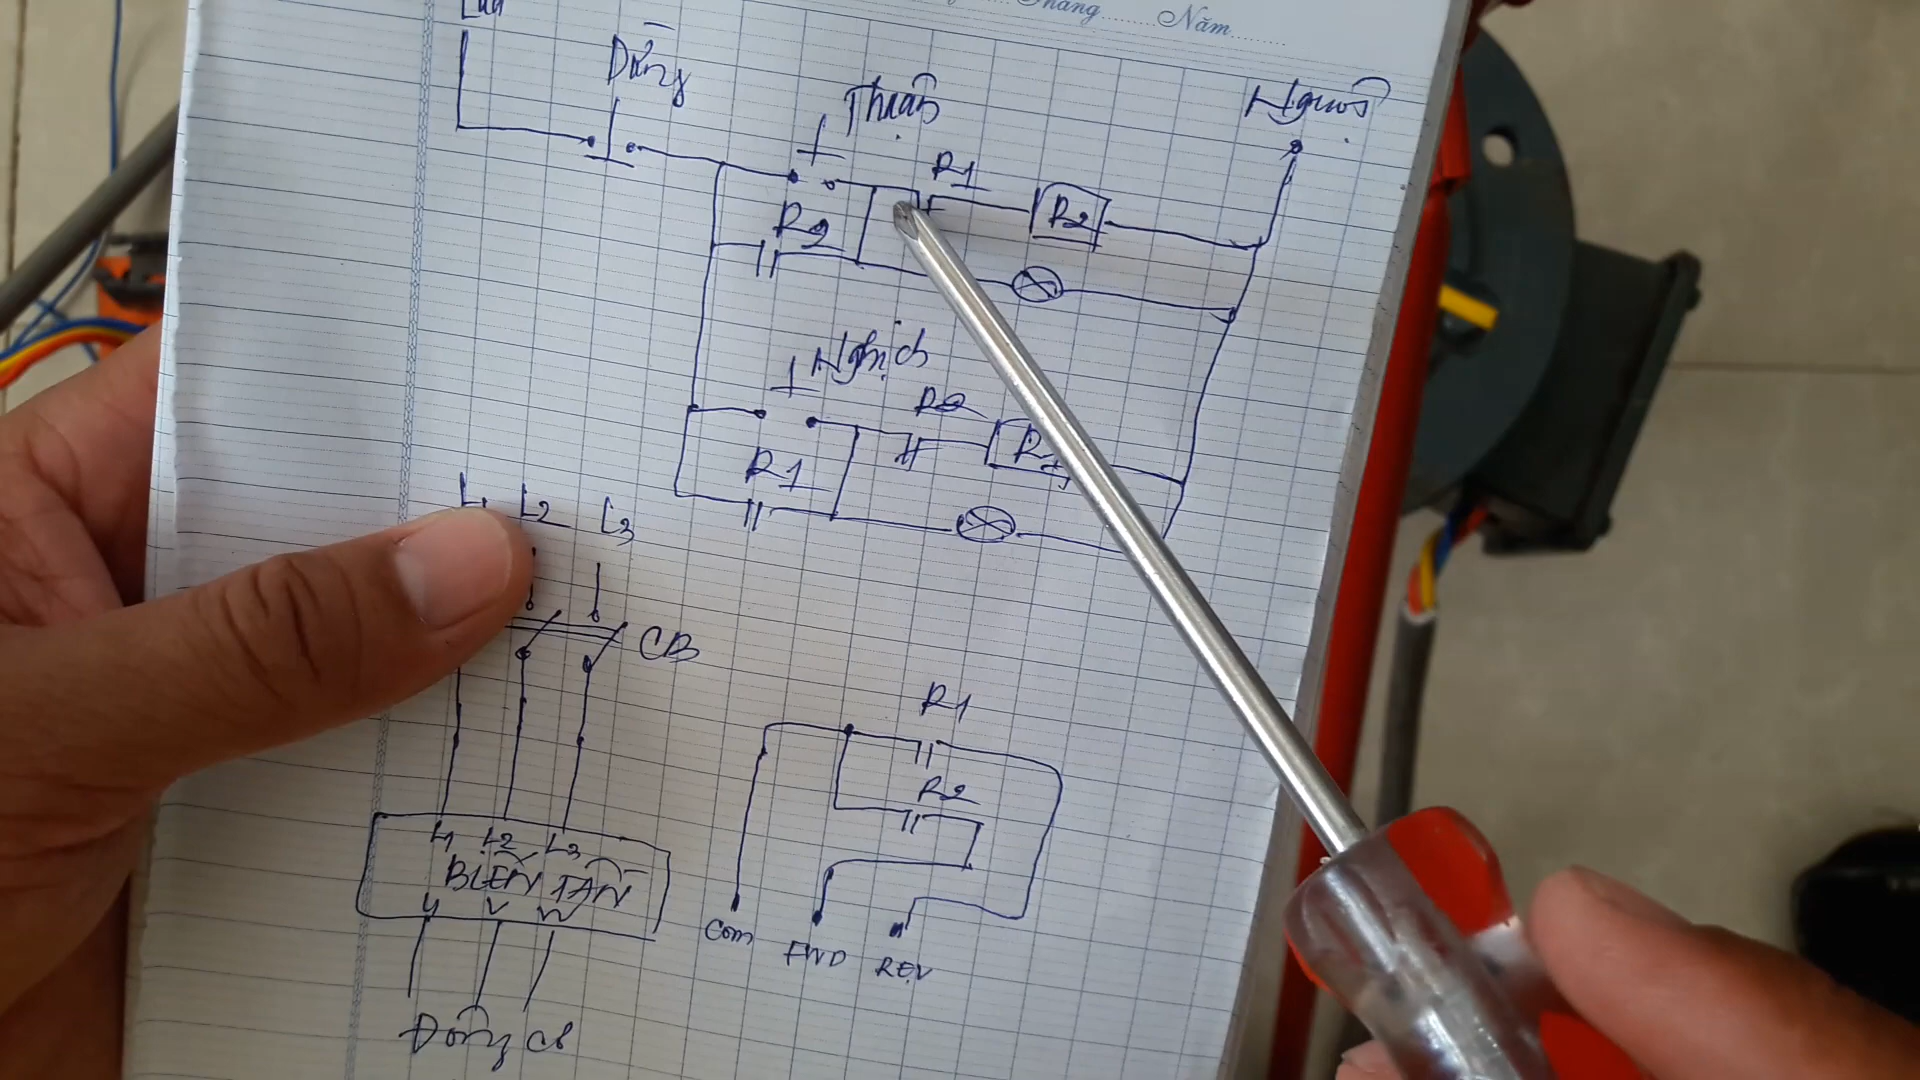 Tháng Năm
Dừng
Thuận
Nguội
R1
R2
R2
Nghịch
R2
R1
R1
L1 L2 L3
CB
R1
R2
L1 L2 L3
BIẾN TẦN
U V W
Com FWD REV
Động cơ